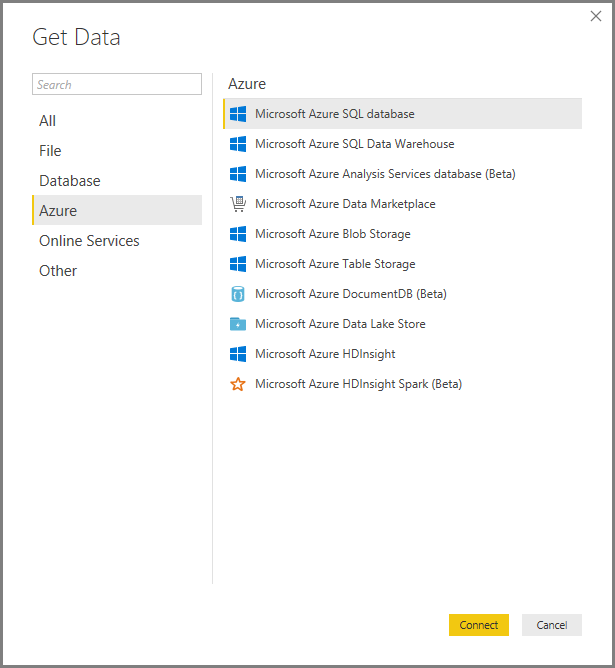 Get Data
Search
All
File
Database
Azure
Online Services
Other
Azure
Microsoft Azure SQL database
Microsoft Azure SQL Data Warehouse
Microsoft Azure Analysis Services database (Beta)
Microsoft Azure Data Marketplace
Microsoft Azure Blob Storage
Microsoft Azure Table Storage
Microsoft Azure DocumentDB (Beta)
Microsoft Azure Data Lake Store
Microsoft Azure HDInsight
Microsoft Azure HDInsight Spark (Beta)
Connect
Cancel